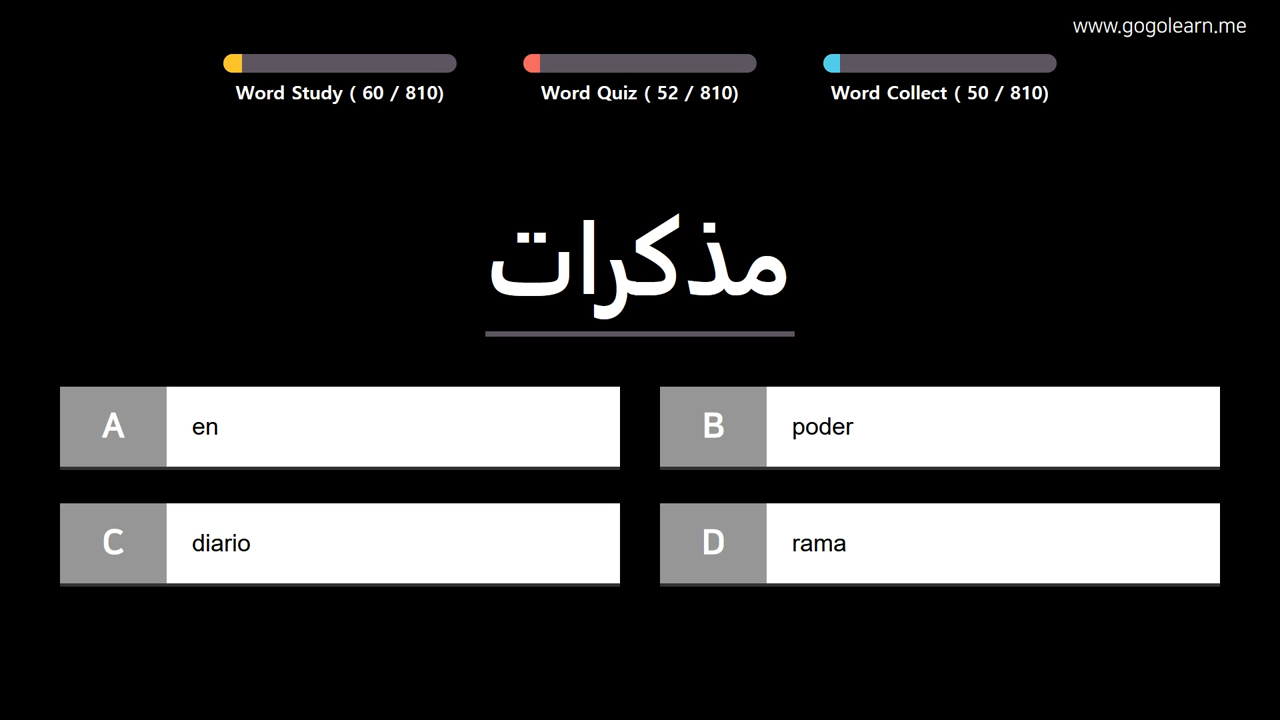 www.gogolearn.me
Word Study ( 60 / 810)
Word Quiz ( 52 / 810)
Word Collect ( 50 / 810)
مذكرات
A en
B poder
C diario
D rama